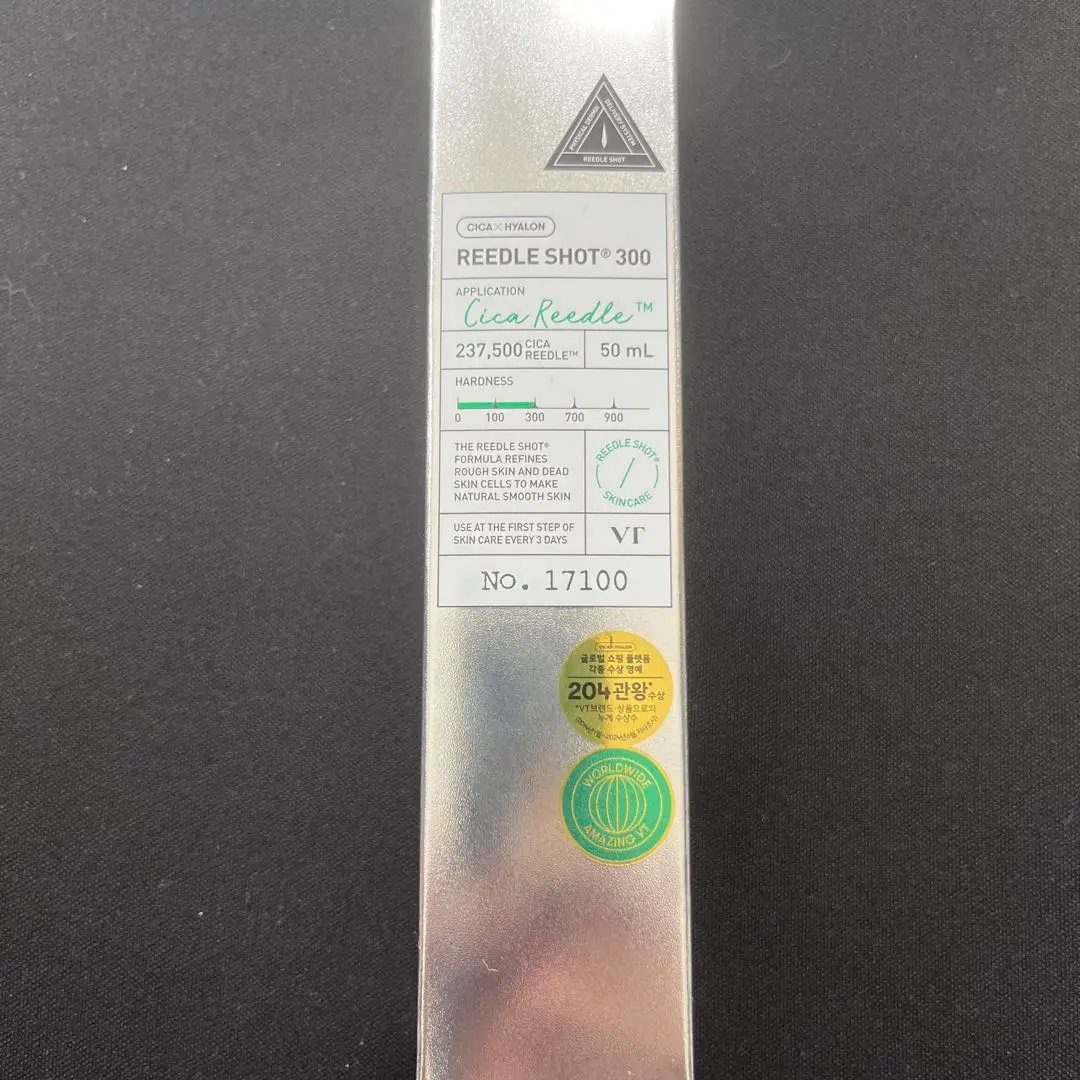 PHYSICAL DERMA
DELIVERY SYSTEM
REEDLE SHOT
CICA×HYALON
REEDLE SHOT® 300
APPLICATION
Cica Reedle™
237,500 CICA
REEDLE™
50 mL
HARDNESS
0 100 300 700 900
THE REEDLE SHOT®
FORMULA REFINES
ROUGH SKIN AND DEAD
SKIN CELLS TO MAKE
NATURAL SMOOTH SKIN
REEDLE SHOT®
SKINCARE
USE AT THE FIRST STEP OF
SKIN CARE EVERY 3 DAYS
VT
No. 17100
CICA×HYALON
글로벌 쇼핑 플랫폼
각종 수상 영예
204관왕* 수상
*VT브랜드 상품으로의
누계 수상수
WORLDWIDE
AMAZING VT